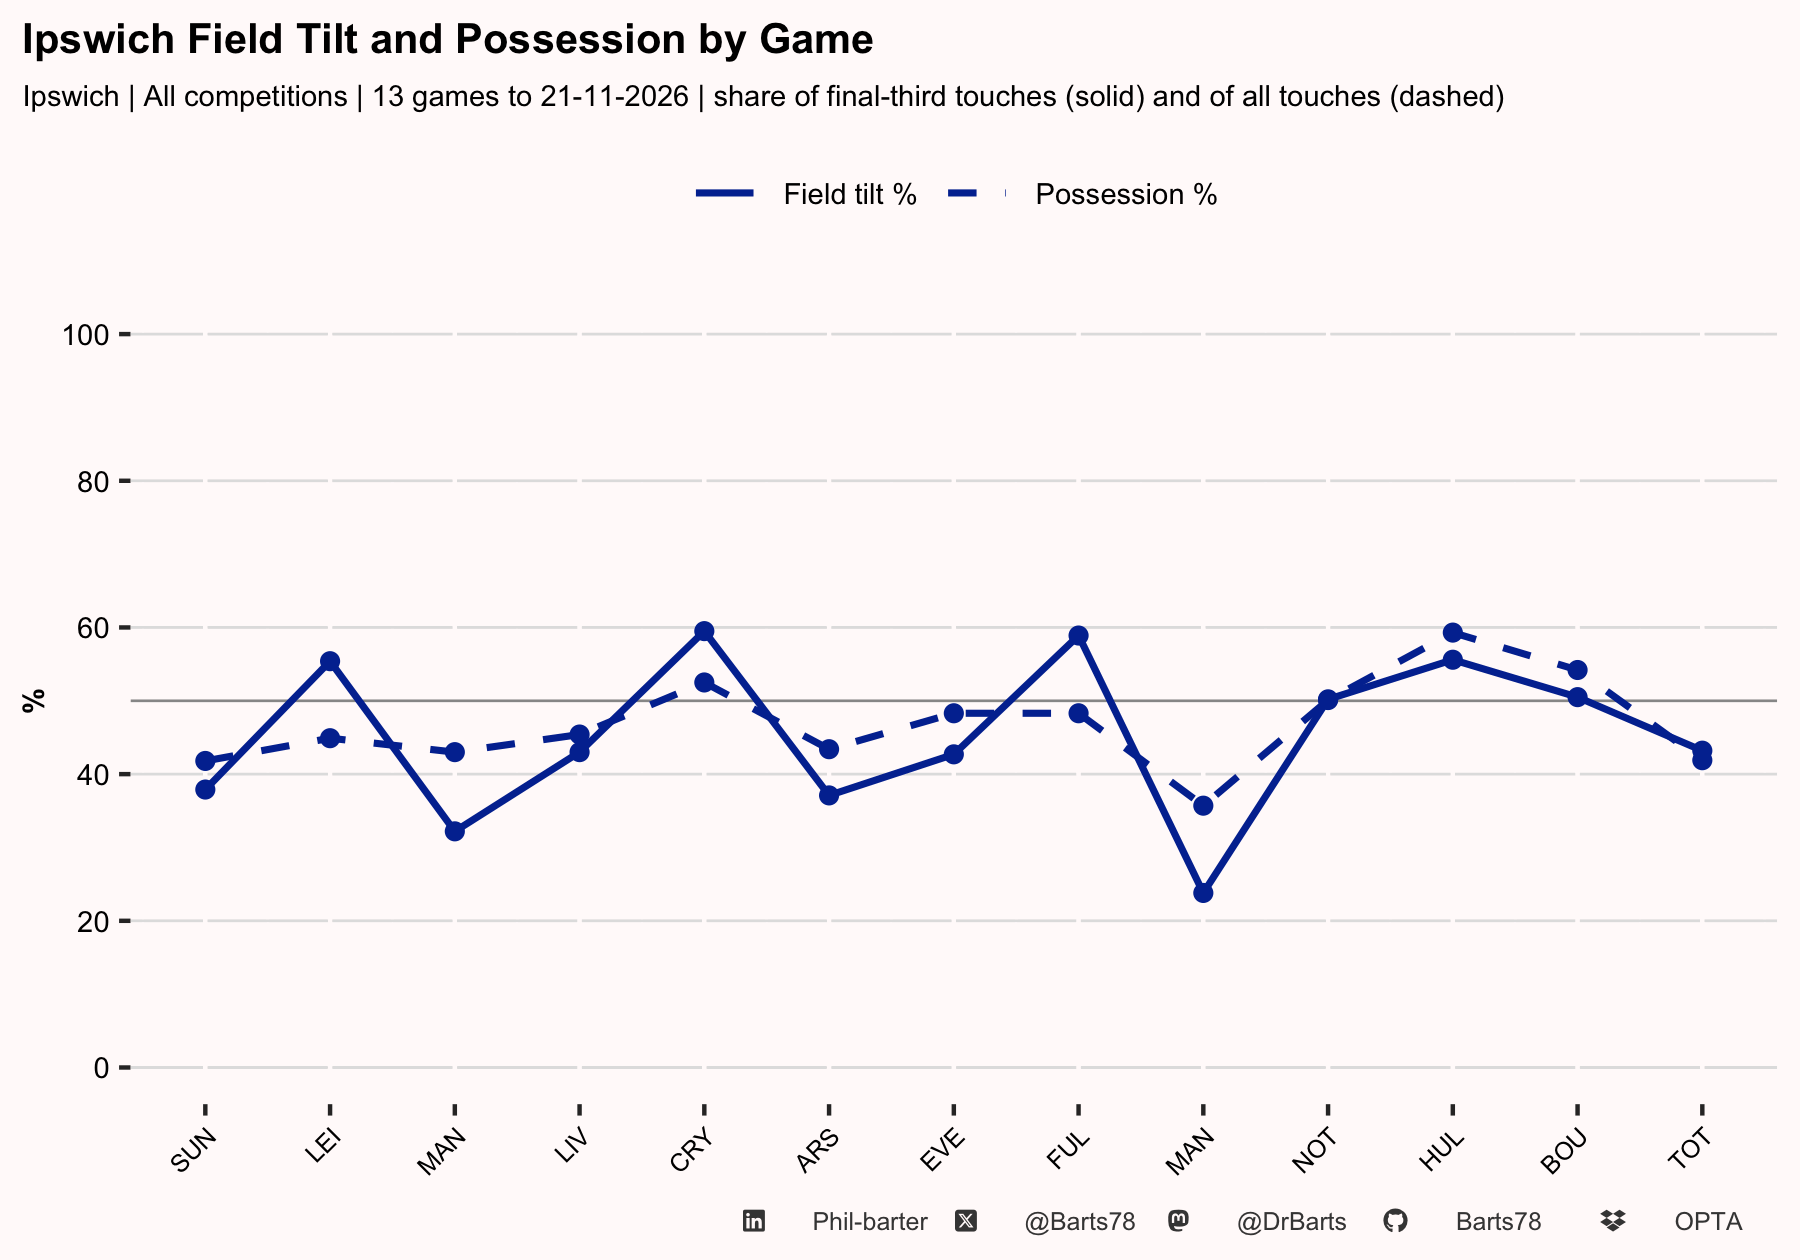 Ipswich Field Tilt and Possession by Game
Ipswich | All competitions | 13 games to 21-11-2026 | share of final-third touches (solid) and of all touches (dashed)
Field tilt % Possession %
100
80
60
40
20
0
%
SUN LEI MAN LIV CRY ARS EVE FUL MAN NOT HUL BOU TOT
Phil-barter @Barts78 @DrBarts Barts78 OPTA